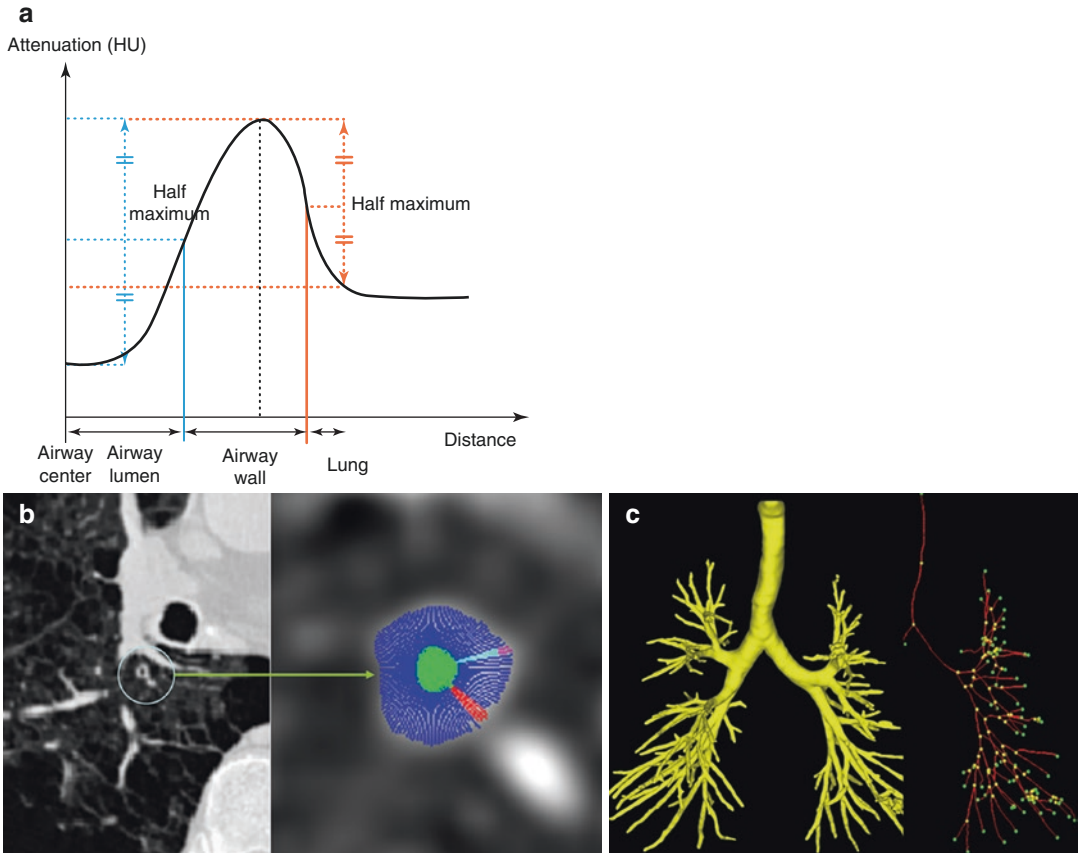 a
Attenuation (HU)
Half
maximum
Half maximum
Distance
Airway
center
Airway
lumen
Airway
wall
Lung
b
c